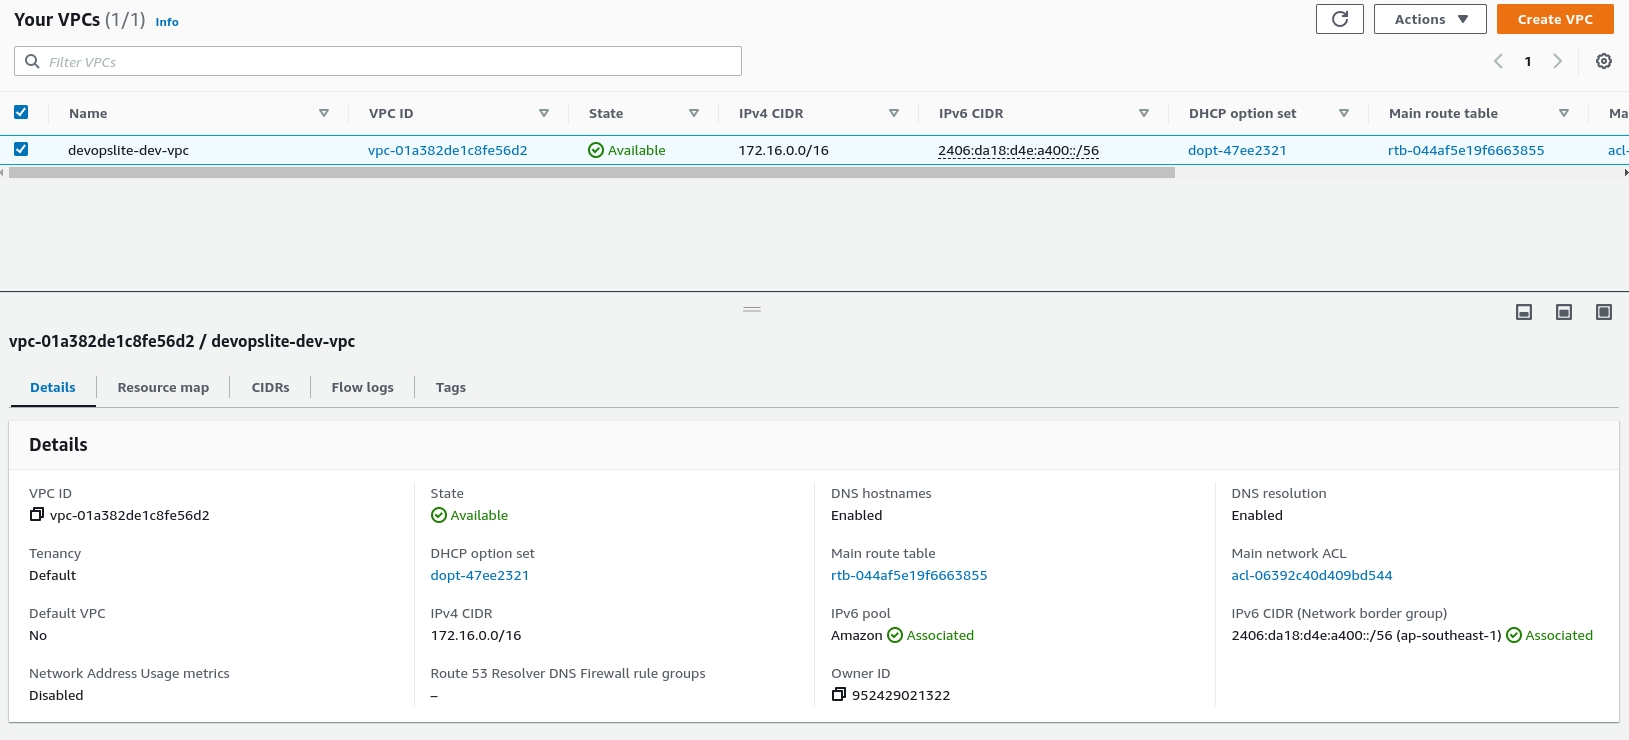 Your VPCs (1/1) Info
Actions
Create VPC
Filter VPCs
1
Name VPC ID State IPv4 CIDR IPv6 CIDR DHCP option set Main route table Ma
devopslite-dev-vpc vpc-01a382de1c8fe56d2 Available 172.16.0.0/16 2406:da18:d4e:a400::/56 dopt-47ee2321 rtb-044af5e19f6663855 acl-
vpc-01a382de1c8fe56d2 / devopslite-dev-vpc
Details Resource map CIDRs Flow logs Tags
Details
VPC ID State DNS hostnames DNS resolution
vpc-01a382de1c8fe56d2 Available Enabled Enabled
Tenancy DHCP option set Main route table Main network ACL
Default dopt-47ee2321 rtb-044af5e19f6663855 acl-06392c40d409bd544
Default VPC IPv4 CIDR IPv6 pool IPv6 CIDR (Network border group)
No 172.16.0.0/16 Amazon Associated 2406:da18:d4e:a400::/56 (ap-southeast-1) Associated
Network Address Usage metrics Route 53 Resolver DNS Firewall rule groups Owner ID
Disabled – 952429021322